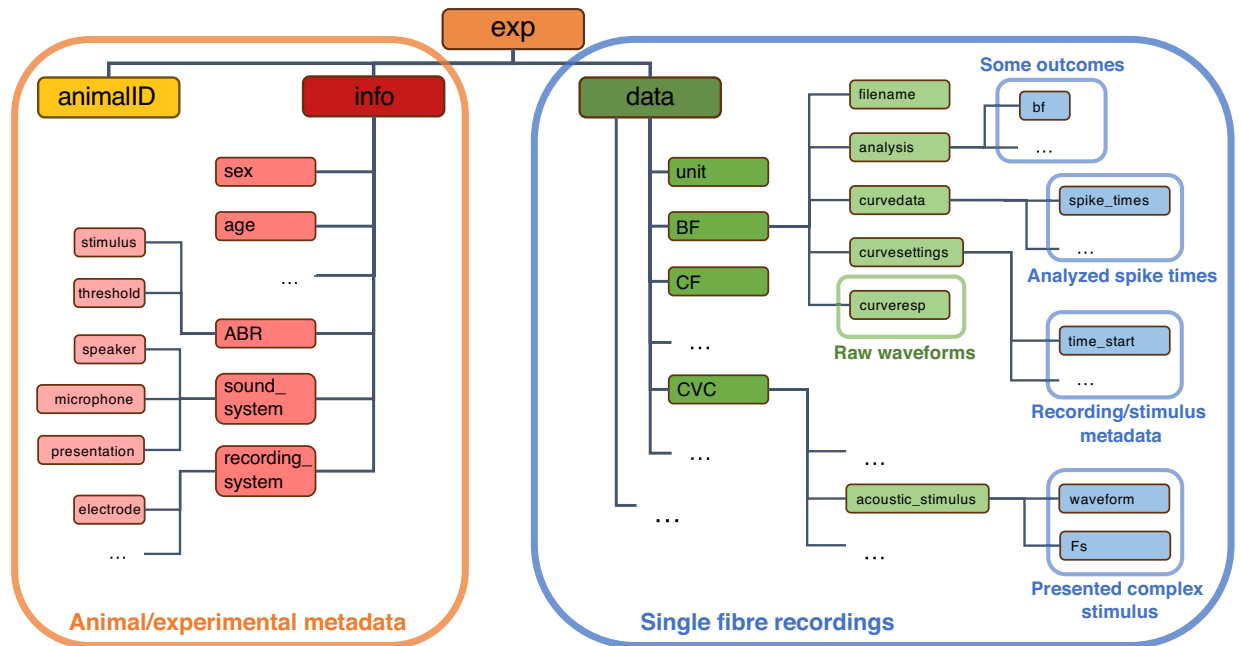 exp
animalID
info
sex
age
...
ABR
stimulus
threshold
sound_
system
speaker
microphone
presentation
recording_
system
electrode
...
Animal/experimental metadata
data
unit
BF
CF
...
CVC
...
...
filename
analysis
curvedata
curvesettings
curveresp
Raw waveforms
Some outcomes
bf
...
spike_times
...
Analyzed spike times
time_start
...
Recording/stimulus
metadata
...
acoustic_stimulus
...
waveform
Fs
Presented complex
stimulus
Single fibre recordings